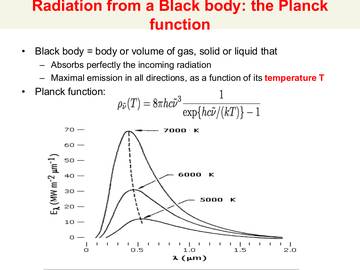 Radiation from a Black body: the Planck
function
• Black body = body or volume of gas, solid or liquid that
– Absorbs perfectly the incoming radiation
– Maximal emission in all directions, as a function of its temperature T
• Planck function:
ρ_ν̃(T) = 8πhcν̃³ 1/(exp{hcν̃/(kT)} − 1)
70
60
50
40
30
20
10
0
E_λ (MW m⁻² μm⁻¹)
7000 K
6000 K
5000 K
0 0.5 1.0 1.5 2.0
λ (μm)